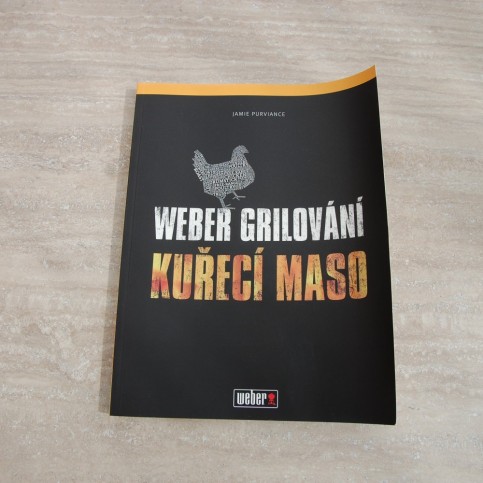 JAMIE PURVIANCE
WEBER GRILOVÁNÍ
KUŘECÍ MASO
weber